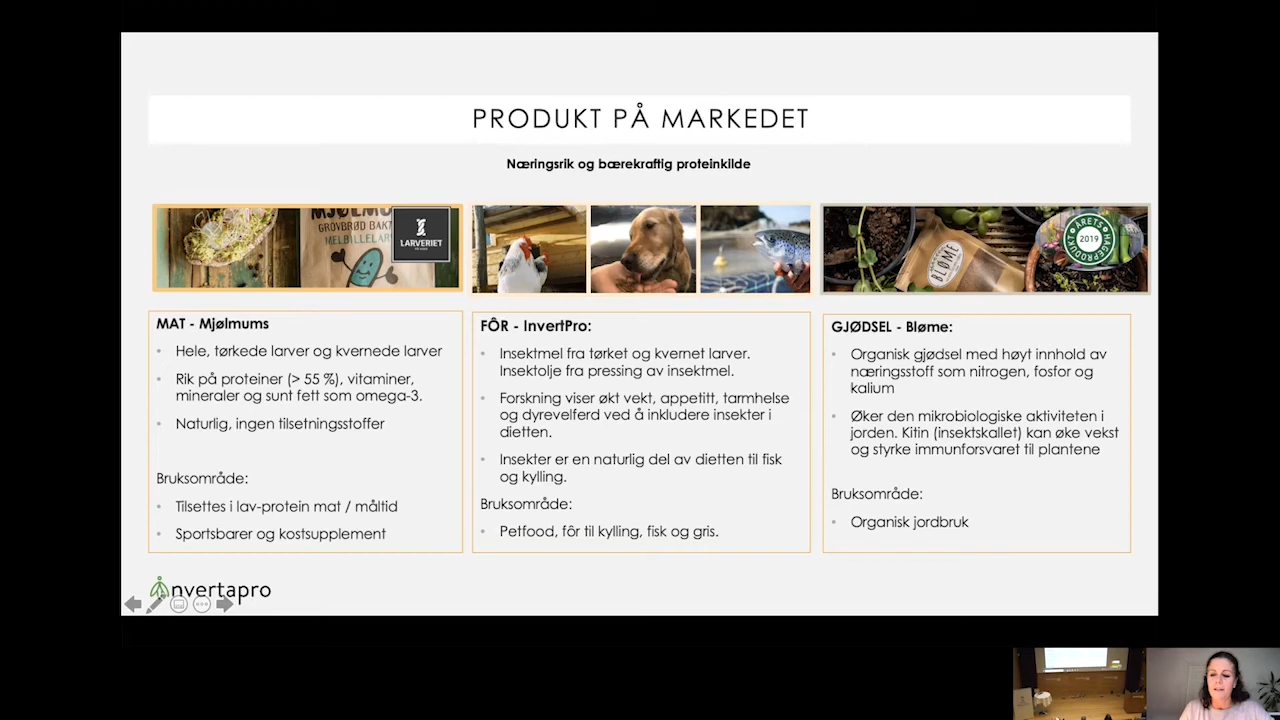 PRODUKT PÅ MARKEDET
Næringsrik og bærekraftig proteinkilde
GROVBRØD BAKT
LARVERIET
BLØME
ÅRETS
2019
MAT - Mjølmums
Hele, tørkede larver og kvernede larver
Rik på proteiner (> 55 %), vitaminer,
mineraler og sunt fett som omega-3.
Naturlig, ingen tilsetningsstoffer
Bruksområde:
Tilsettes i lav-protein mat / måltid
Sportsbarer og kostsupplement
FÔR - InvertPro:
Insektmel fra tørket og kvernet larver.
Insektolje fra pressing av insektmel.
Forskning viser økt vekt, appetitt, tarmhelse
og dyrevelferd ved å inkludere insekter i
dietten.
Insekter er en naturlig del av dietten til fisk
og kylling.
Bruksområde:
Petfood, fôr til kylling, fisk og gris.
GJØDSEL - Bløme:
Organisk gjødsel med høyt innhold av
næringsstoff som nitrogen, fosfor og
kalium
Øker den mikrobiologiske aktiviteten i
jorden. Kitin (insektskallet) kan øke vekst
og styrke immunforsvaret til plantene
Bruksområde:
Organisk jordbruk
invertapro